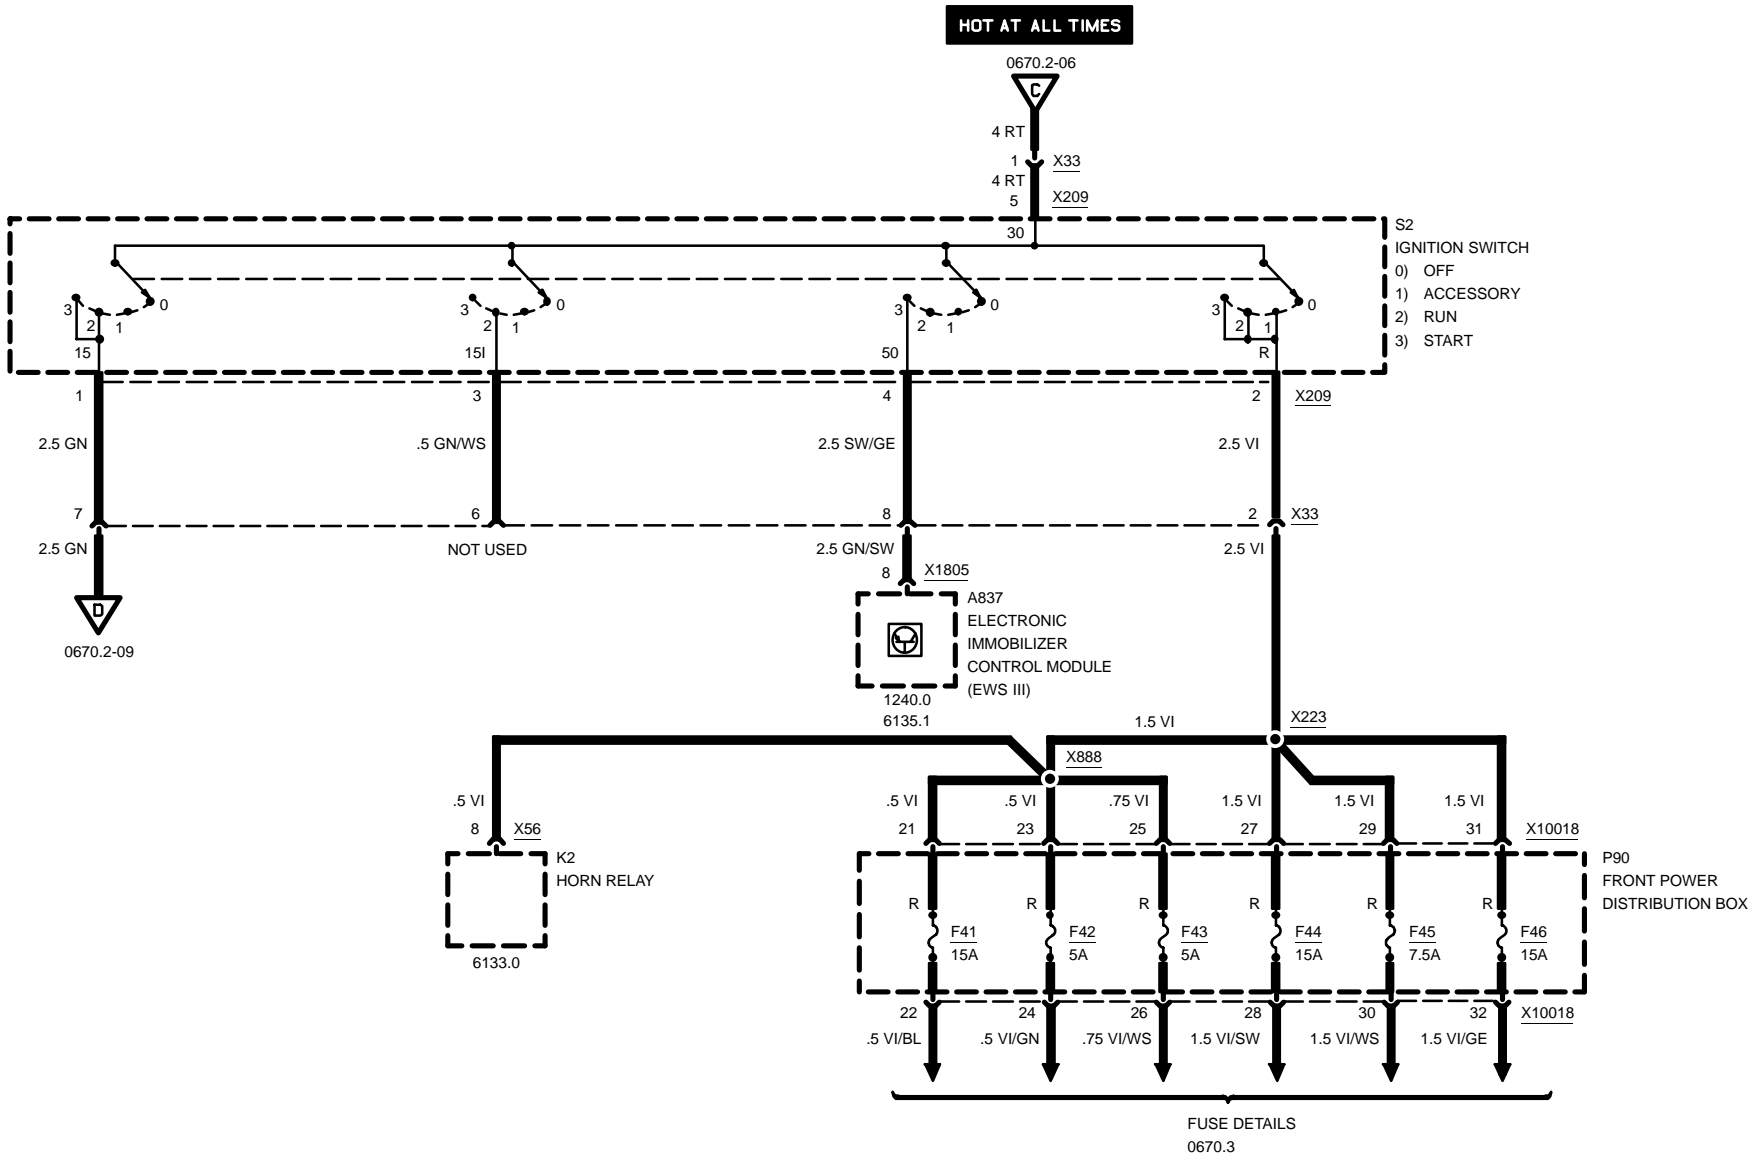 HOT AT ALL TIMES
0670.2-06
C
4 RT
1 X33
4 RT
5 X209
30
S2
IGNITION SWITCH
0) OFF
1) ACCESSORY
2) RUN
3) START
3 2 1 0
3 2 1 0
3 2 1 0
3 2 1 0
15 15I 50 R
1 3 4 2 X209
2.5 GN .5 GN/WS 2.5 SW/GE 2.5 VI
7 6 8 2 X33
2.5 GN NOT USED 2.5 GN/SW 2.5 VI
8 X1805
D
0670.2-09
A837
ELECTRONIC
IMMOBILIZER
CONTROL MODULE
(EWS III)
1240.0
6135.1
1.5 VI X223
X888
.5 VI .5 VI .5 VI .75 VI 1.5 VI 1.5 VI 1.5 VI
8 X56 21 23 25 27 29 31 X10018
K2
HORN RELAY
6133.0
P90
FRONT POWER
DISTRIBUTION BOX
R R R R R R
F41 F42 F43 F44 F45 F46
15A 5A 5A 15A 7.5A 15A
22 24 26 28 30 32 X10018
.5 VI/BL .5 VI/GN .75 VI/WS 1.5 VI/SW 1.5 VI/WS 1.5 VI/GE
FUSE DETAILS
0670.3